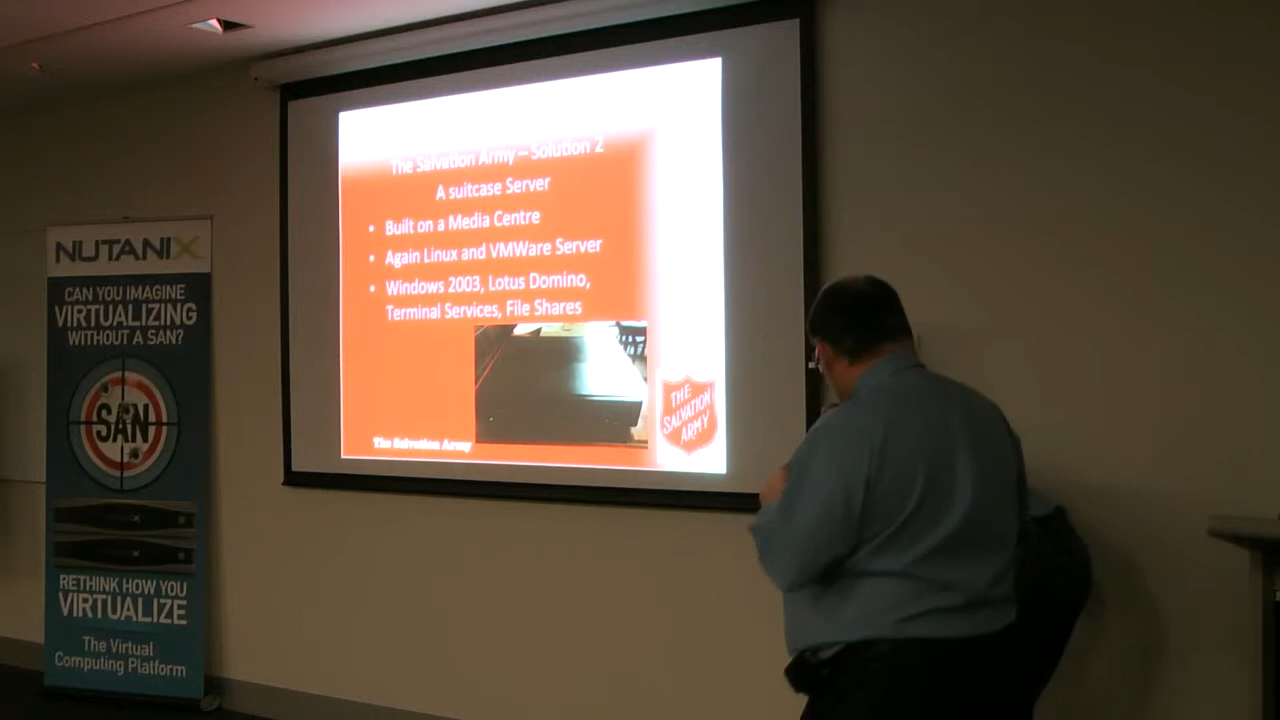 NUTANIX
CAN YOU IMAGINE
VIRTUALIZING
WITHOUT A SAN?
SAN
RETHINK HOW YOU
VIRTUALIZE
The Virtual
Computing Platform
The Salvation Army – Solution 2
A suitcase Server
• Built on a Media Centre
• Again Linux and VMWare Server
• Windows 2003, Lotus Domino,
Terminal Services, File Shares
The Salvation Army
THE
SALVATION
ARMY